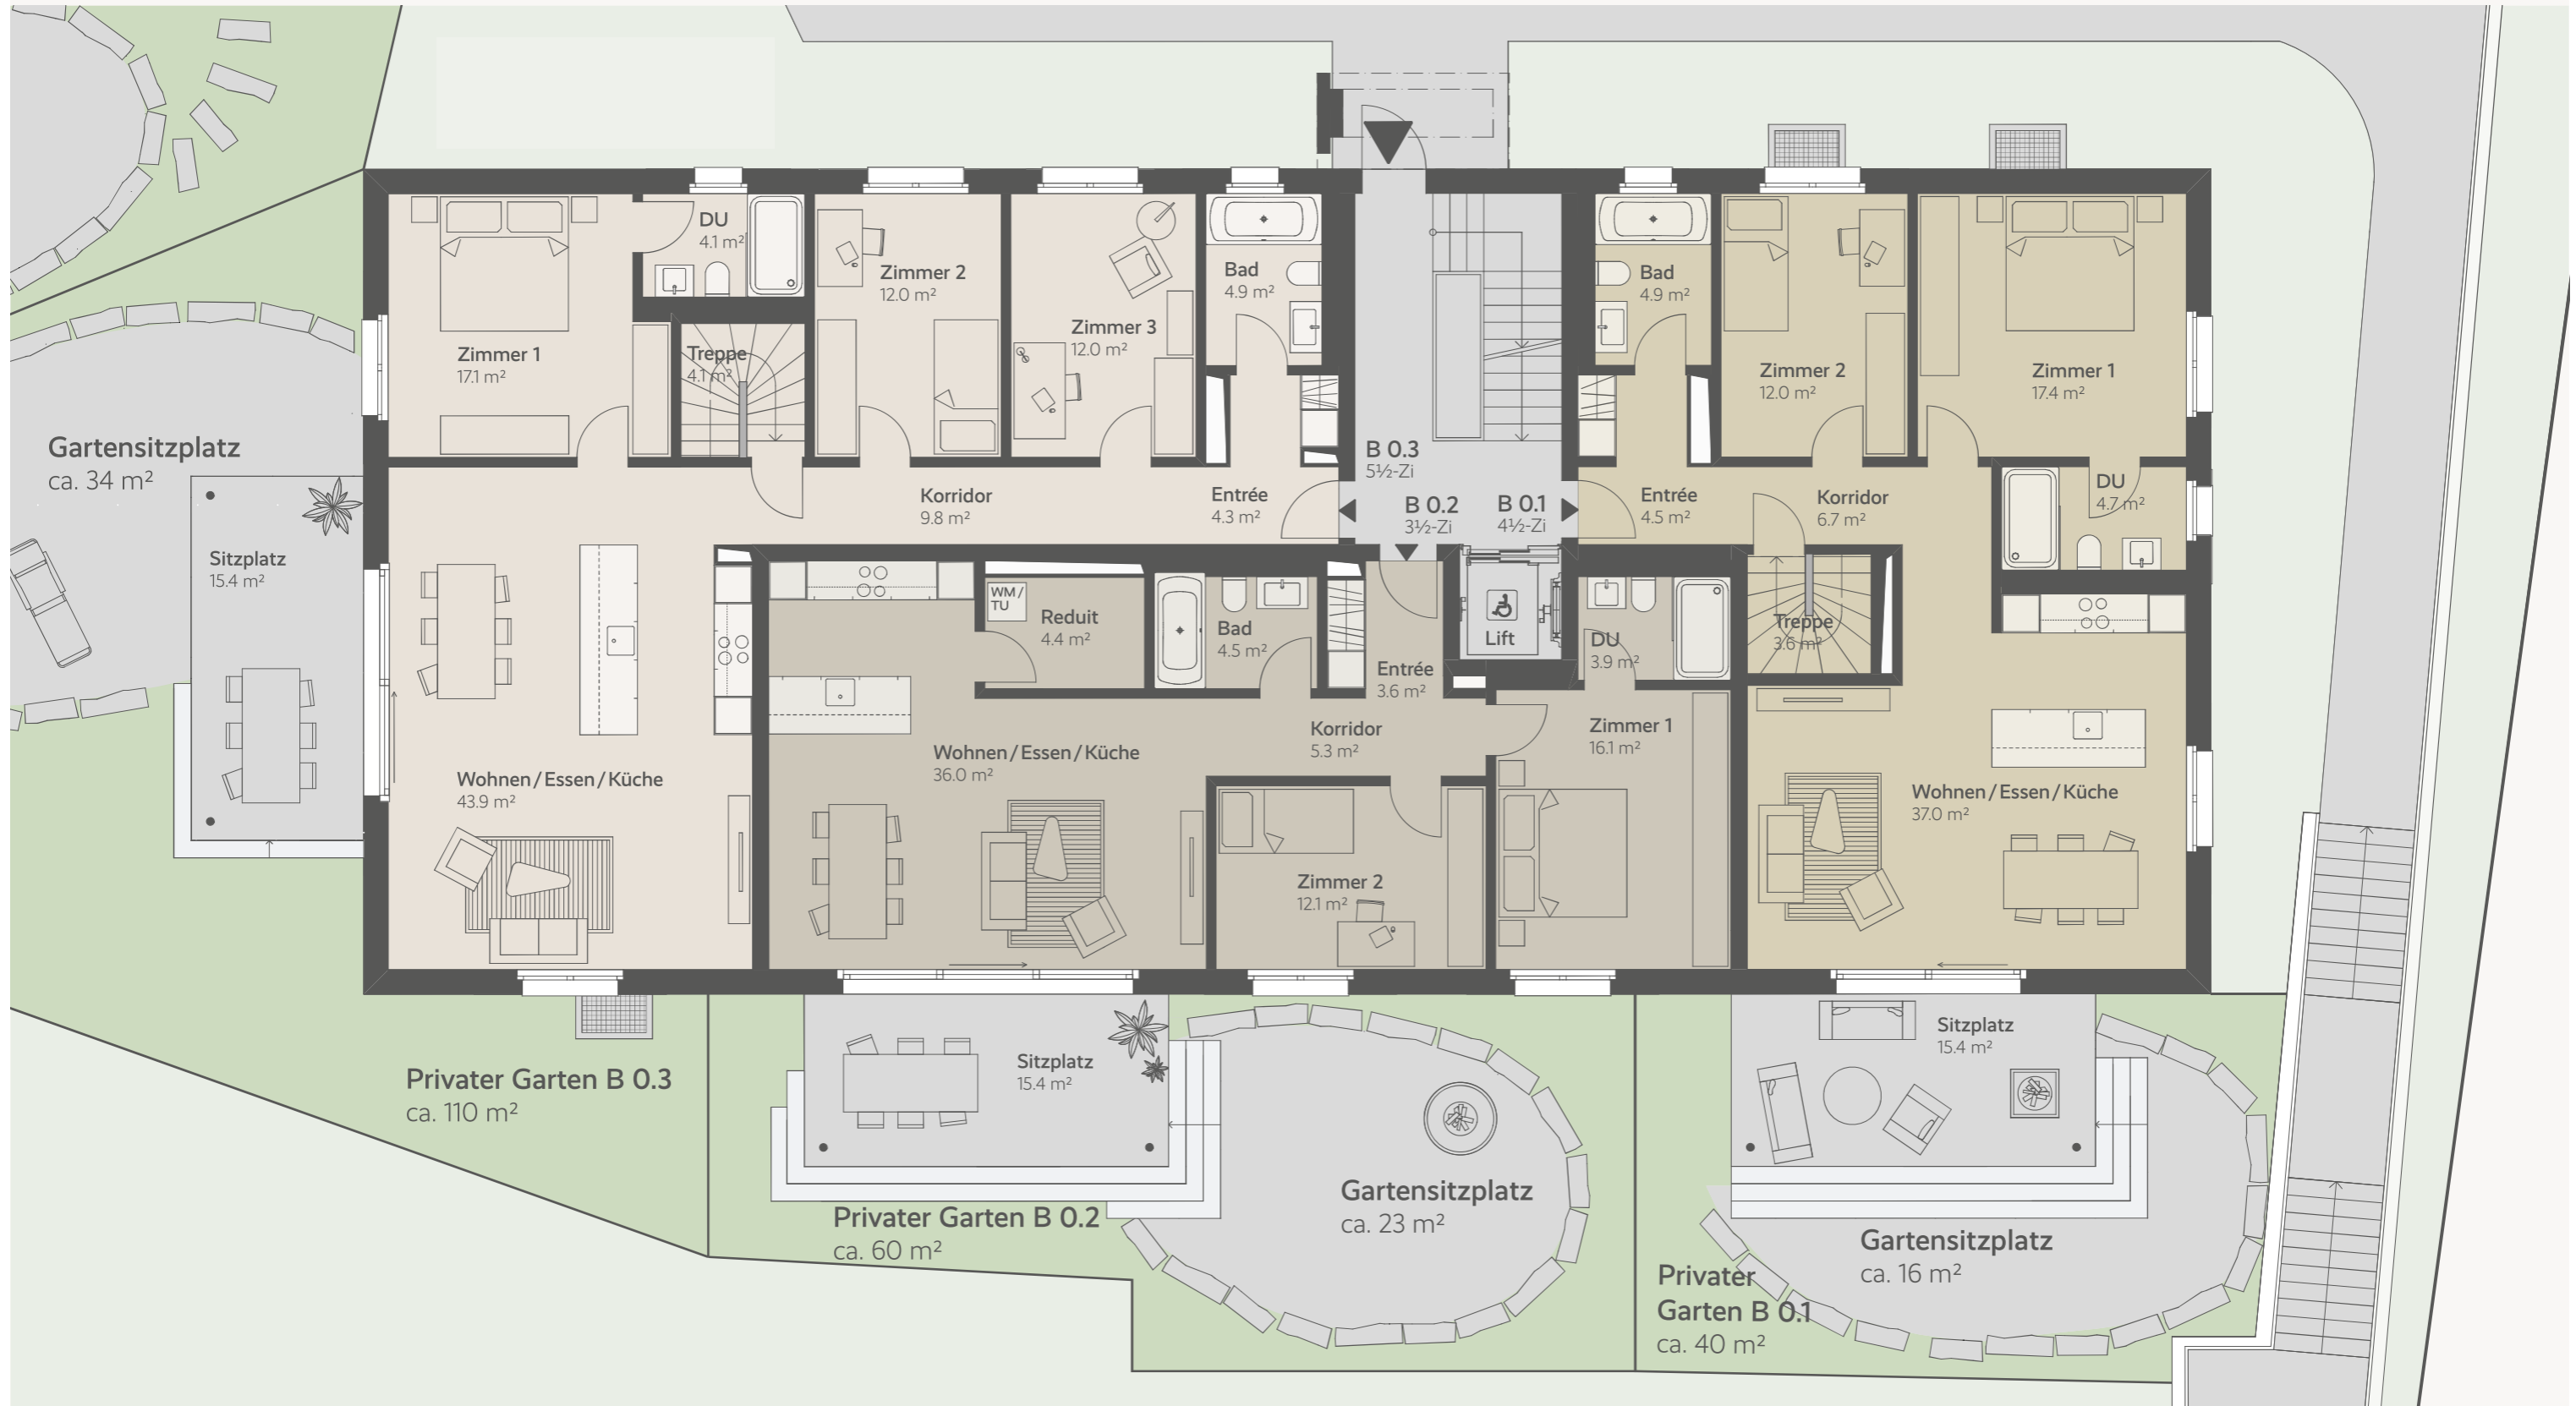 DU
4.1 m²
Zimmer 2
12.0 m²
Zimmer 3
12.0 m²
Bad
4.9 m²
Zimmer 1
17.1 m²
Treppe
4.1 m²
Bad
4.9 m²
Zimmer 2
12.0 m²
Zimmer 1
17.4 m²
Gartensitzplatz
ca. 34 m²
Sitzplatz
15.4 m²
Korridor
9.8 m²
Entrée
4.3 m²
B 0.3
5½-Zi
B 0.2
3½-Zi
B 0.1
4½-Zi
Entrée
4.5 m²
Korridor
6.7 m²
DU
4.7 m²
WM /
TU
Reduit
4.4 m²
Bad
4.5 m²
Entrée
3.6 m²
Lift
DU
3.9 m²
Treppe
3.6 m²
Wohnen / Essen / Küche
43.9 m²
Wohnen / Essen / Küche
36.0 m²
Korridor
5.3 m²
Zimmer 1
16.1 m²
Zimmer 2
12.1 m²
Wohnen / Essen / Küche
37.0 m²
Privater Garten B 0.3
ca. 110 m²
Sitzplatz
15.4 m²
Privater Garten B 0.2
ca. 60 m²
Gartensitzplatz
ca. 23 m²
Sitzplatz
15.4 m²
Gartensitzplatz
ca. 16 m²
Privater
Garten B 0.1
ca. 40 m²